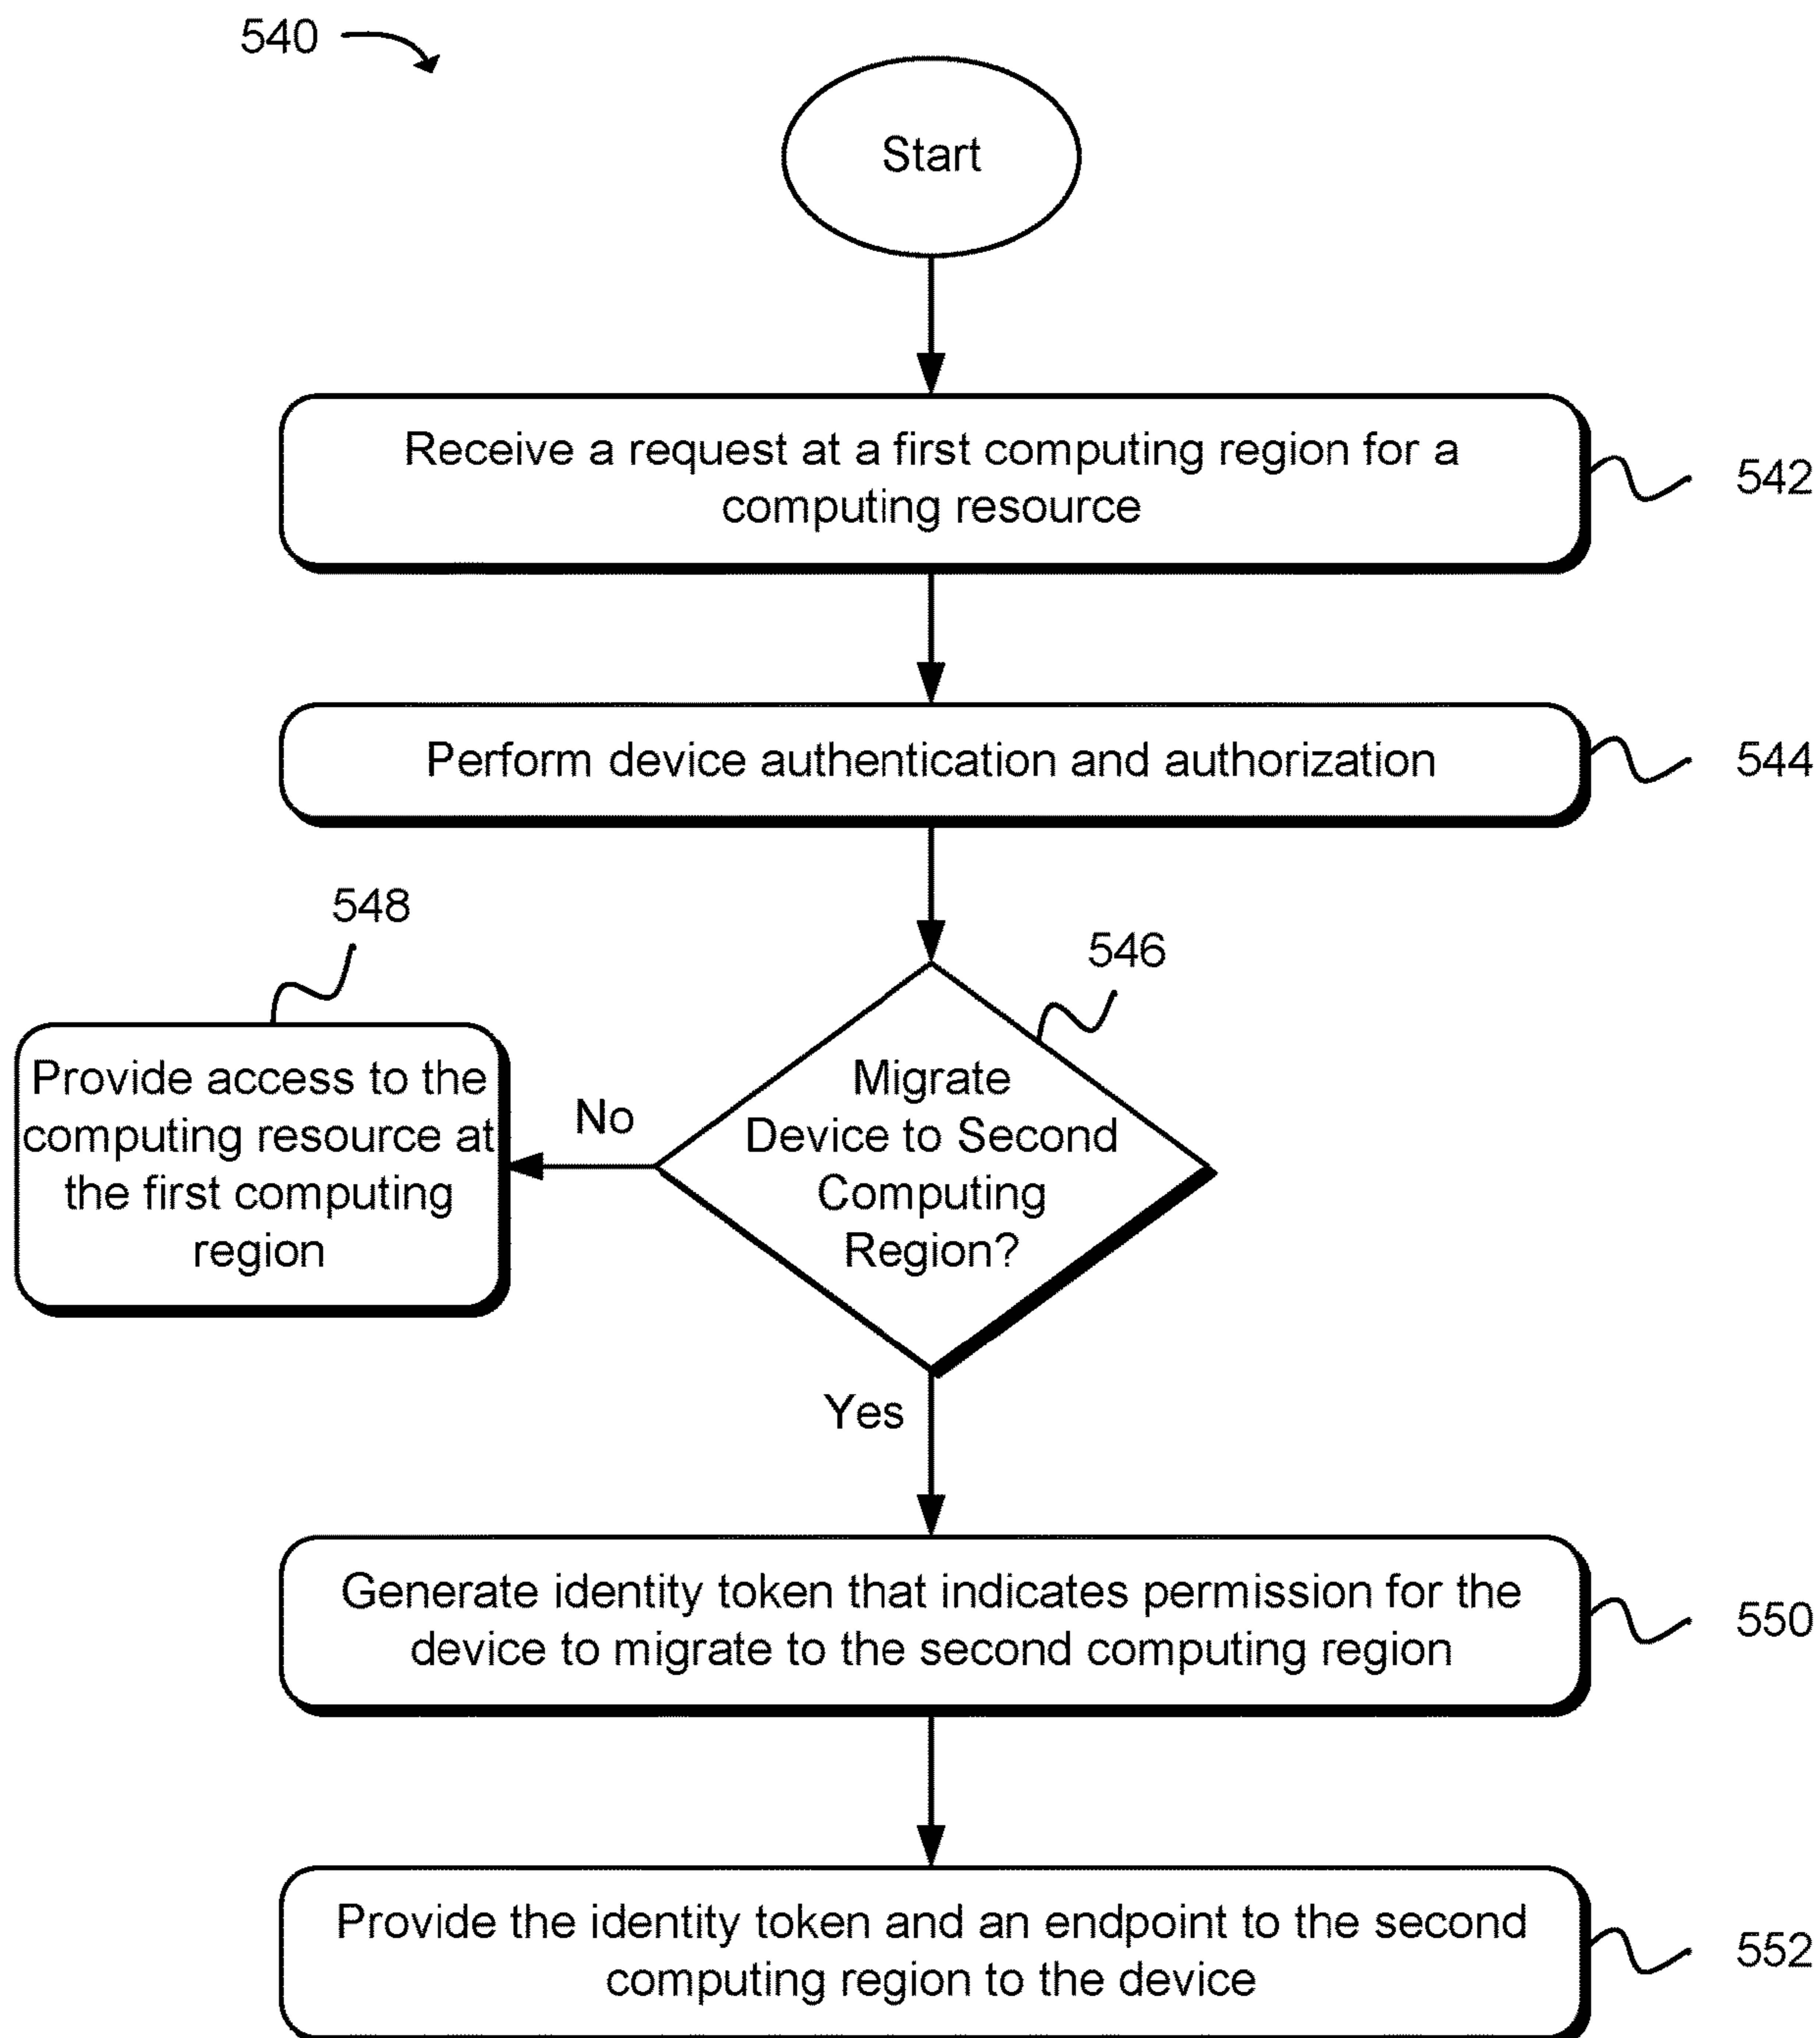 540
Start
Receive a request at a first computing region for a
computing resource
542
Perform device authentication and authorization
544
548
546
Provide access to the
computing resource at
the first computing
region
No
Migrate
Device to Second
Computing
Region?
Yes
Generate identity token that indicates permission for the
device to migrate to the second computing region
550
Provide the identity token and an endpoint to the second
computing region to the device
552